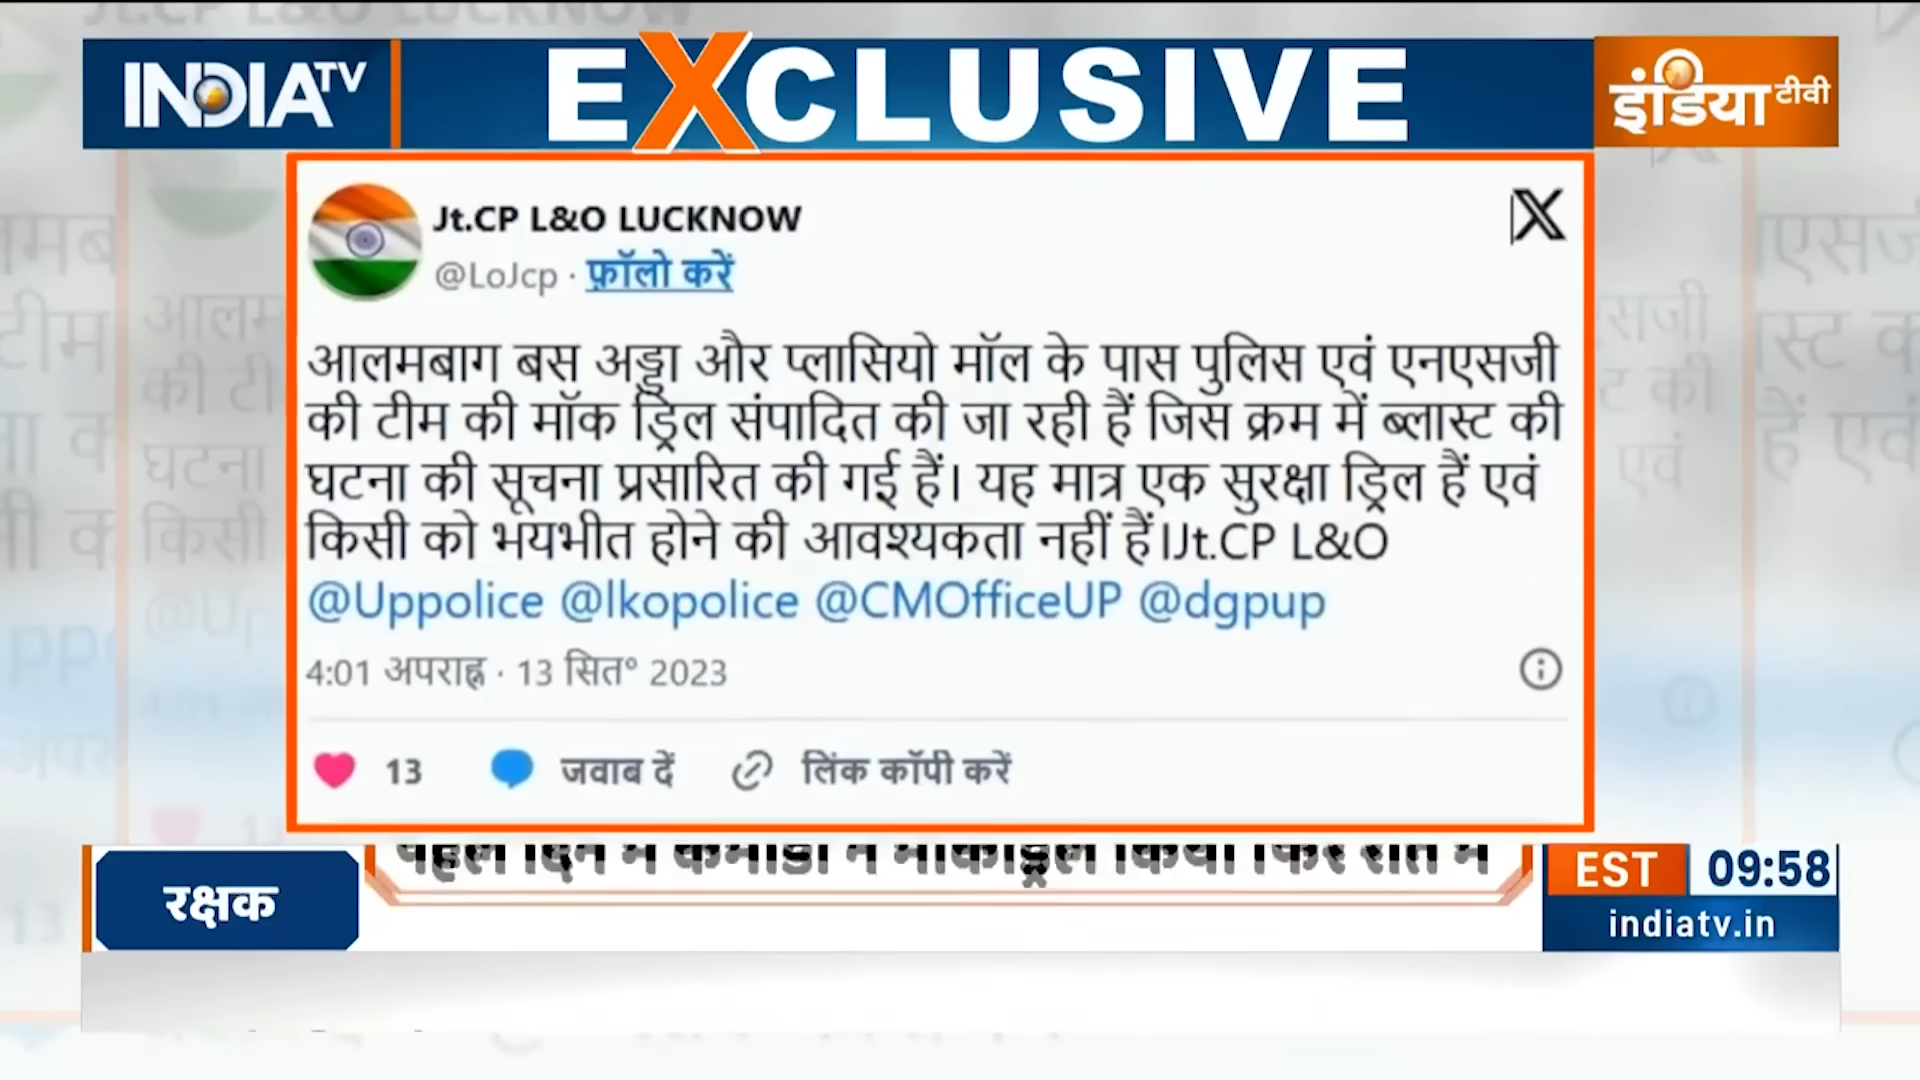 INDIA TV
EXCLUSIVE
इंडिया टीवी
Jt.CP L&O LUCKNOW
@LoJcp · फ़ॉलो करें
आलमबाग बस अड्डा और प्लासियो मॉल के पास पुलिस एवं एनएसजी
की टीम की मॉक ड्रिल संपादित की जा रही हैं जिस क्रम में ब्लास्ट की
घटना की सूचना प्रसारित की गई हैं। यह मात्र एक सुरक्षा ड्रिल हैं एवं
किसी को भयभीत होने की आवश्यकता नहीं हैं।Jt.CP L&O
@Uppolice @lkopolice @CMOfficeUP @dgpup
4:01 अपराह्न · 13 सित॰ 2023
13 जवाब दें लिंक कॉपी करें
रक्षक
EST 09:58
indiatv.in